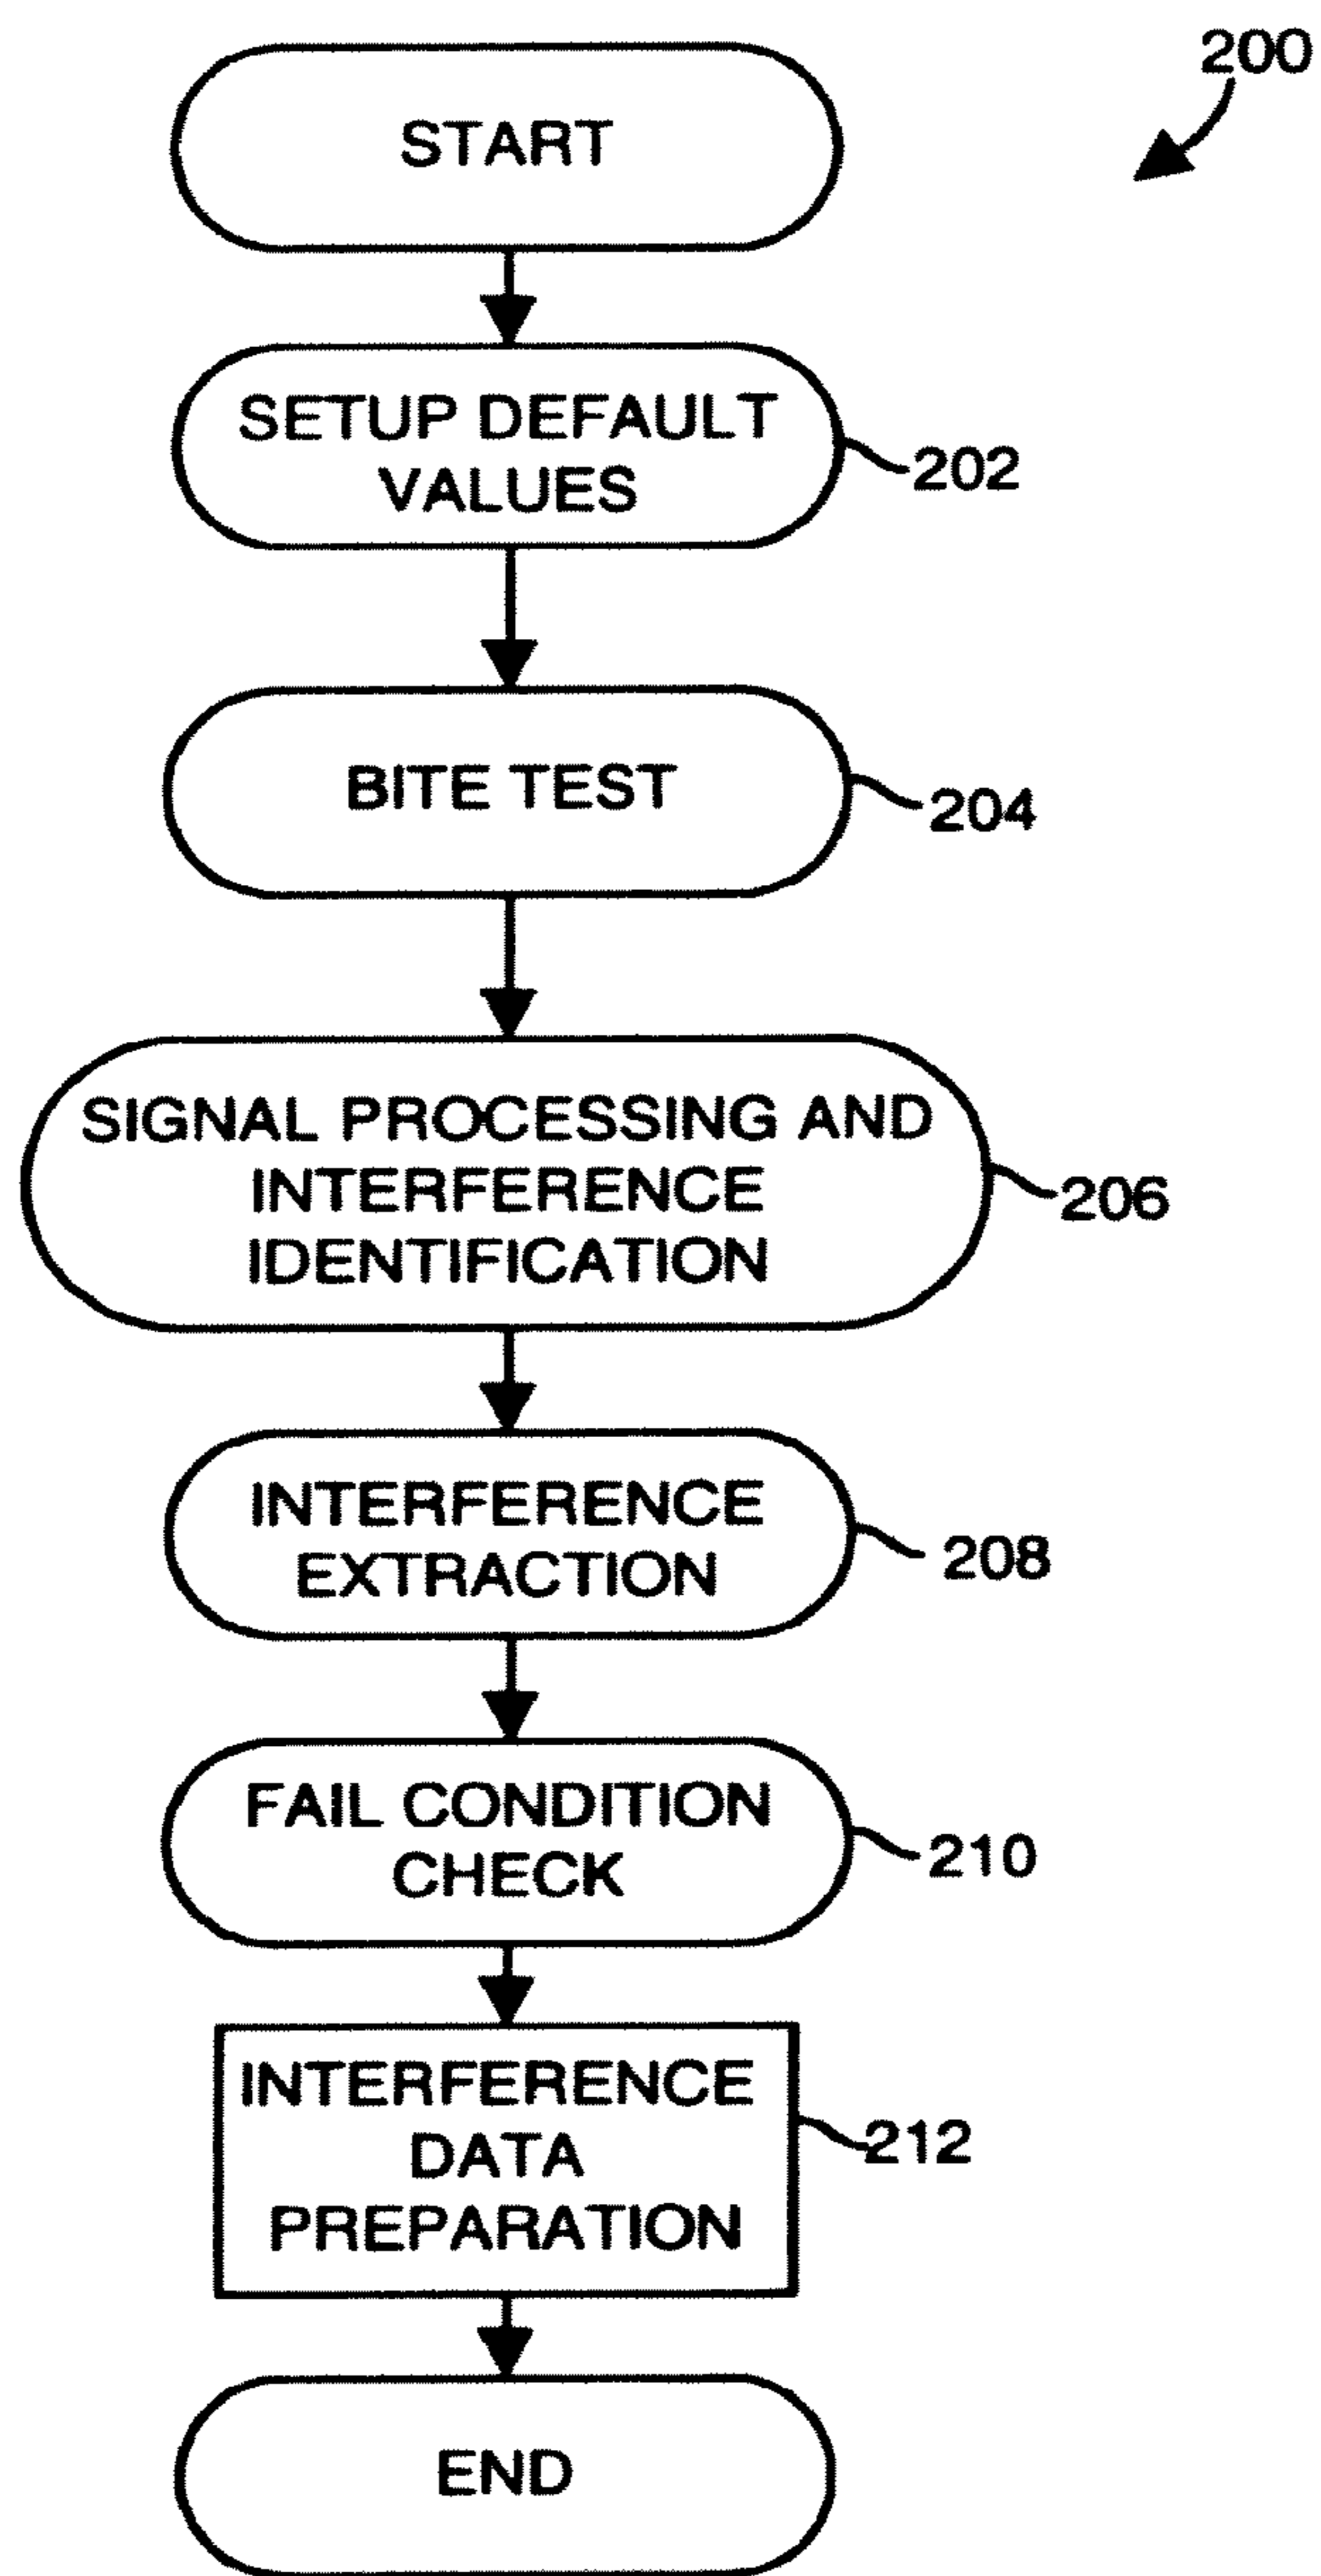 200
START
SETUP DEFAULT
VALUES
202
BITE TEST
204
SIGNAL PROCESSING AND
INTERFERENCE
IDENTIFICATION
206
INTERFERENCE
EXTRACTION
208
FAIL CONDITION
CHECK
210
INTERFERENCE
DATA
PREPARATION
212
END